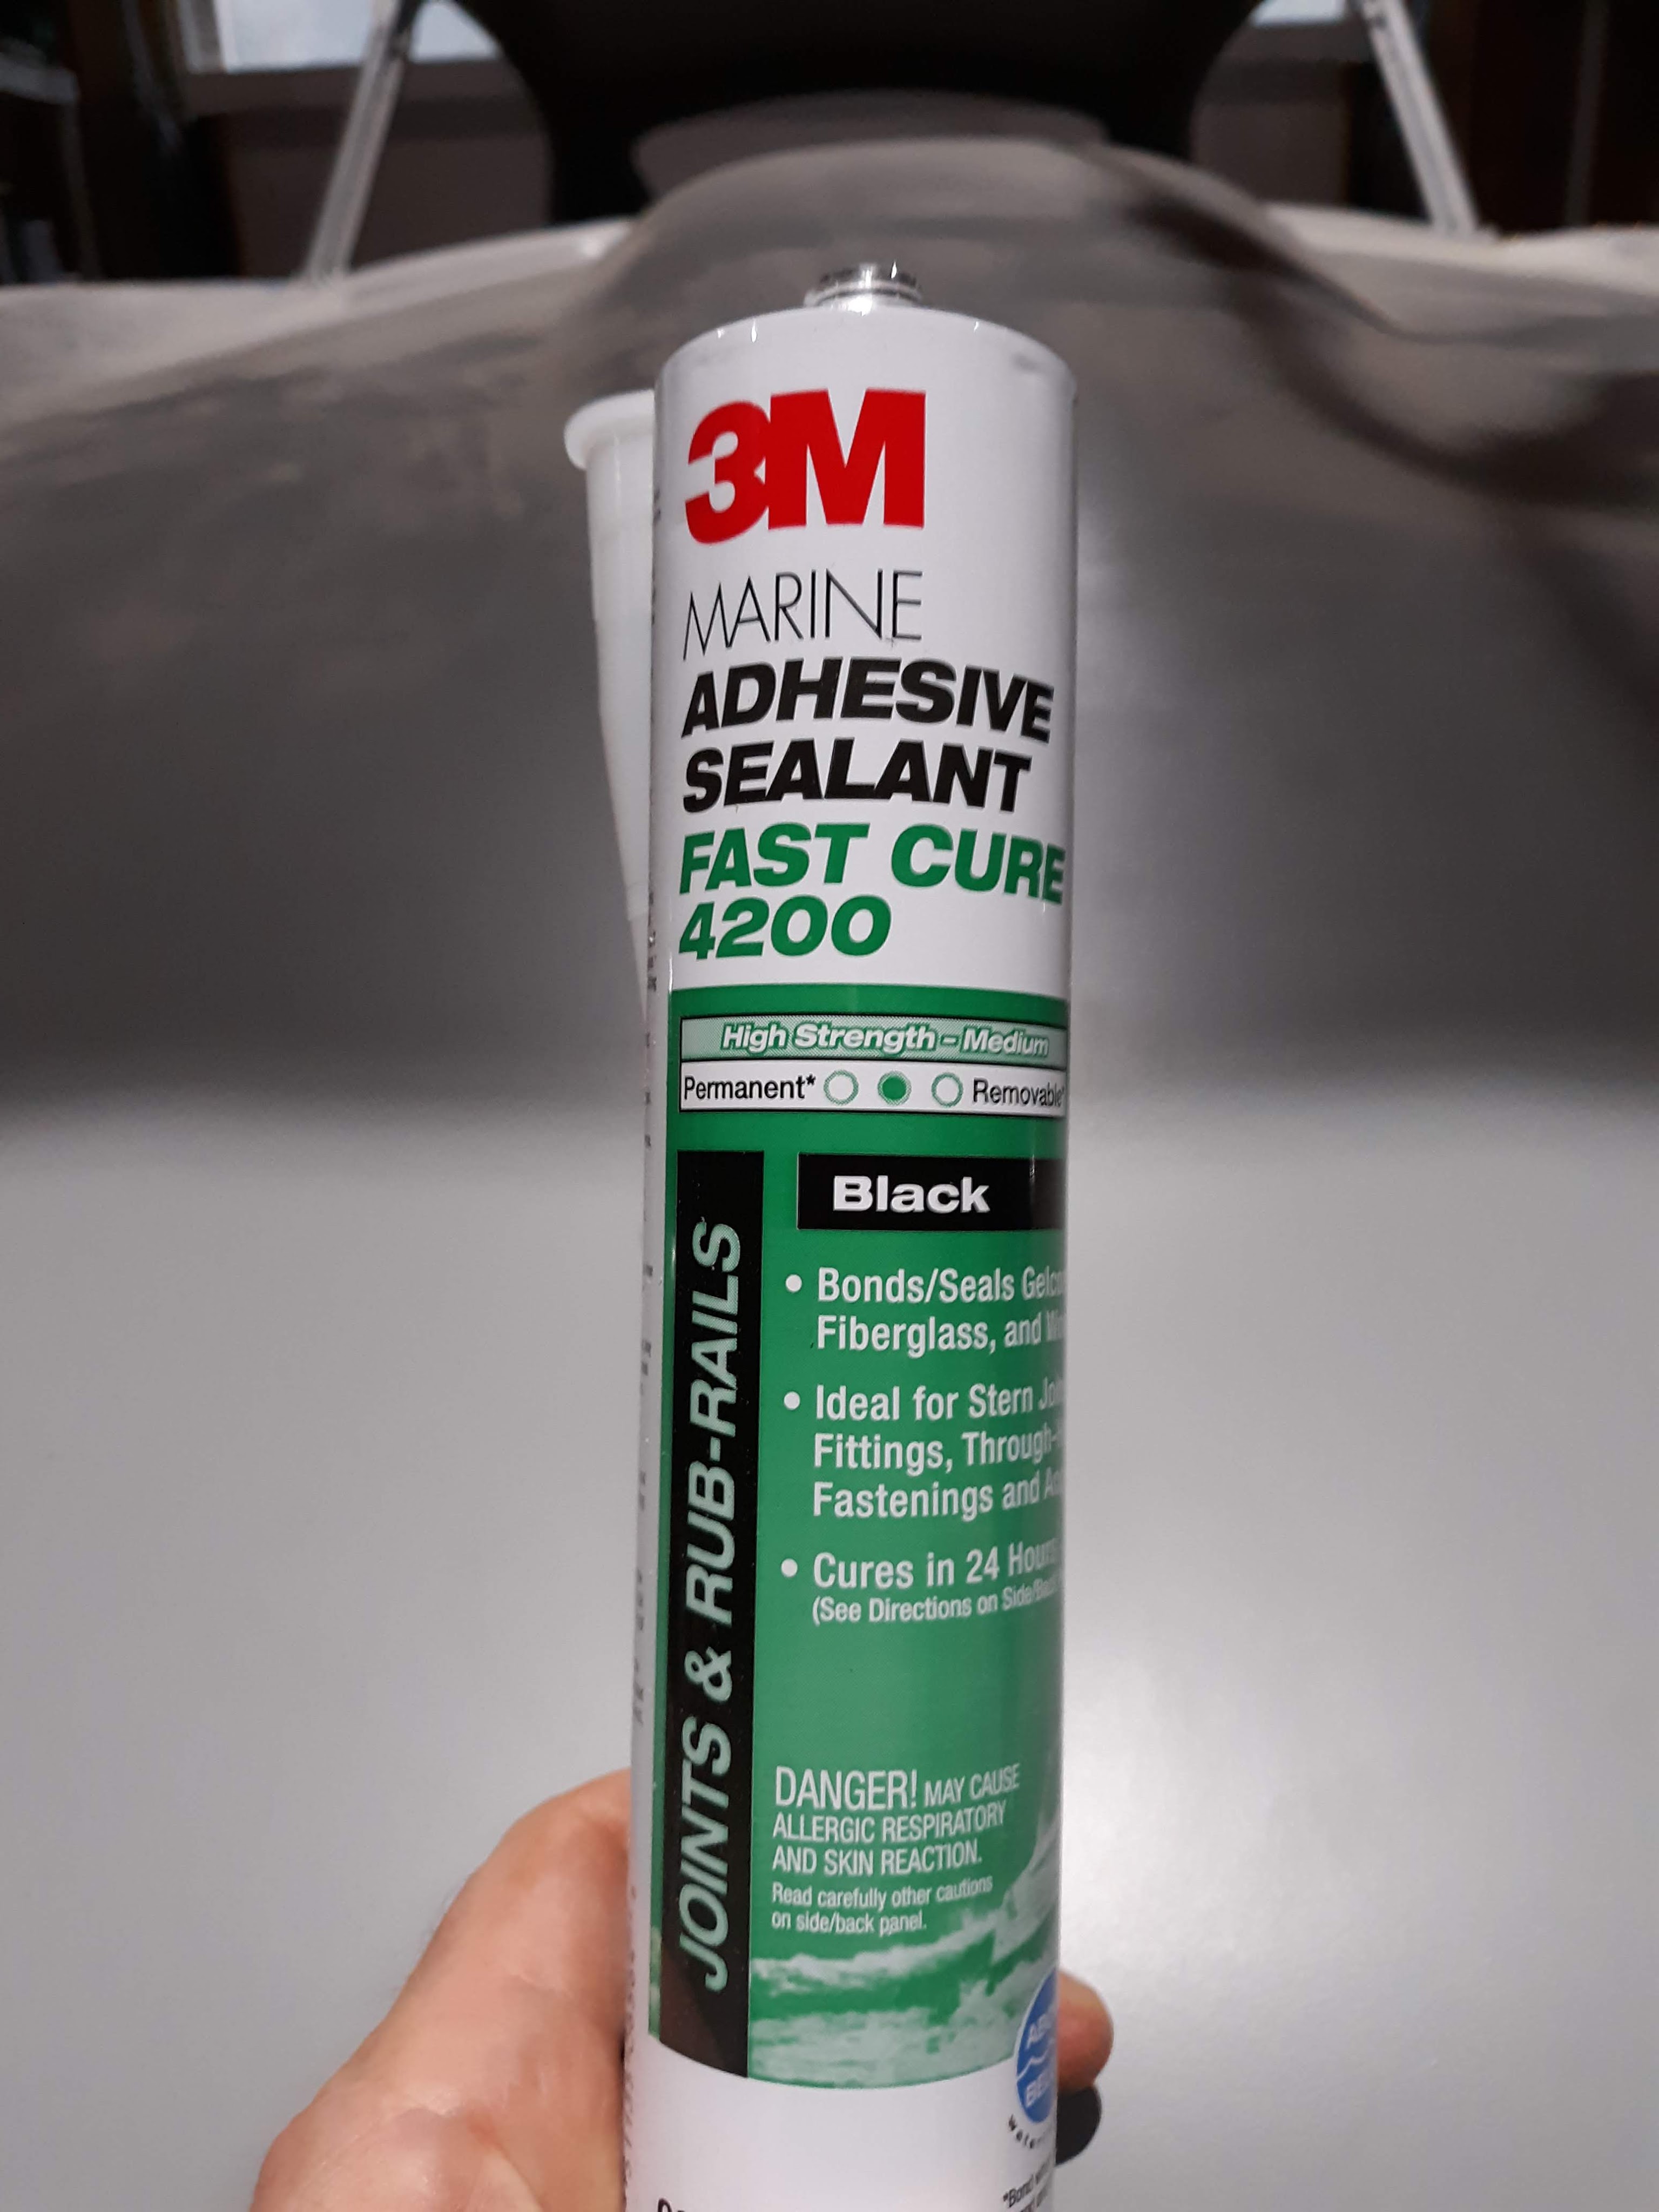 3M
MARINE
ADHESIVE
SEALANT
FAST CURE
4200
High Strength - Medium
Permanent* Removable*
Black
JOINTS & RUB-RAILS
• Bonds/Seals
Fiberglass, and
• Ideal for Stern
Fittings,
Fastenings and
• Cures in 24
(See Directions on
DANGER! MAY CAUSE
ALLERGIC RESPIRATORY
AND SKIN REACTION.
Read carefully other cautions
on side/back panel.